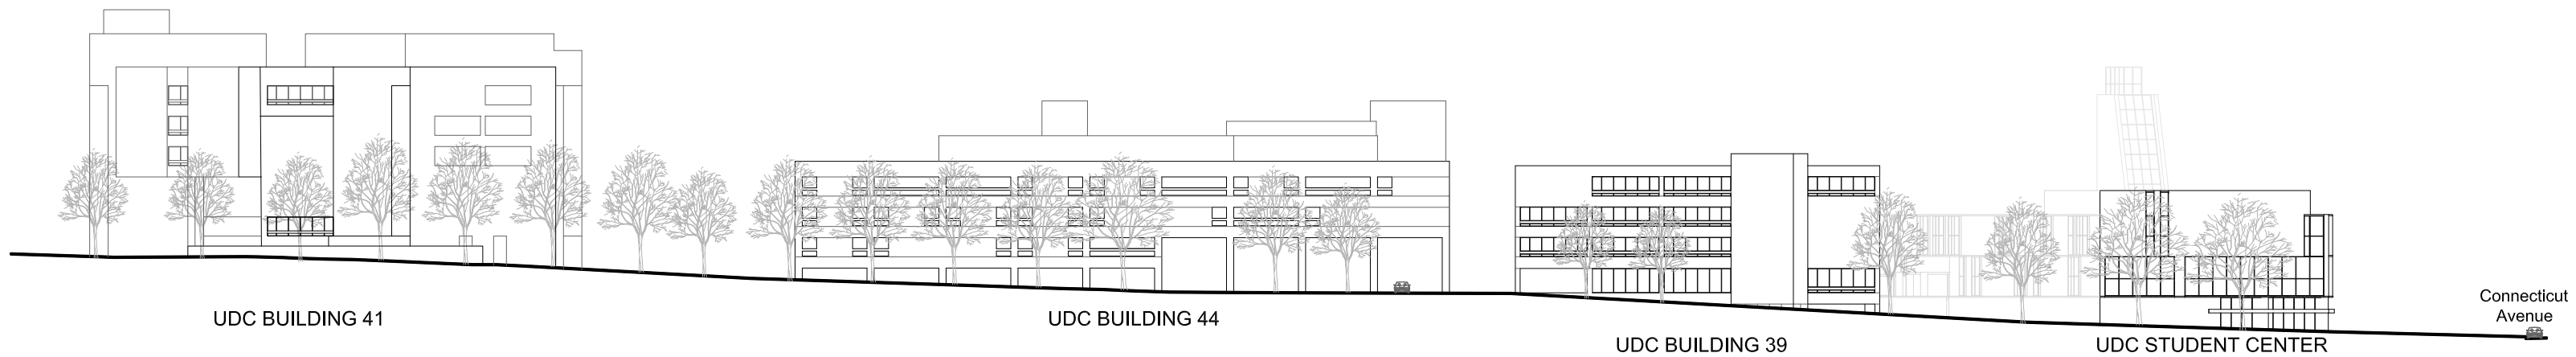 UDC BUILDING 41
UDC BUILDING 44
UDC BUILDING 39
UDC STUDENT CENTER
Connecticut
Avenue